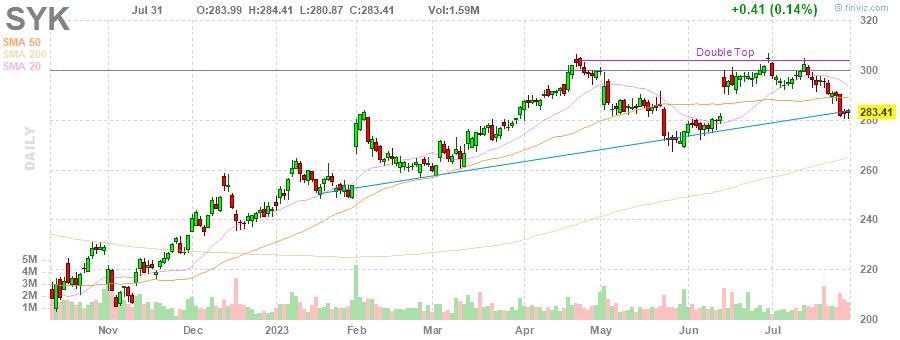 SYK
Jul 31 O:283.99 H:284.41 L:280.87 C:283.41 Vol:1.59M +0.41 (0.14%)
© finviz.com
SMA 50
SMA 200
SMA 20
DAILY
Double Top
320
300
283.41
280
260
240
220
200
5M
4M
3M
2M
1M
Nov Dec 2023 Feb Mar Apr May Jun Jul